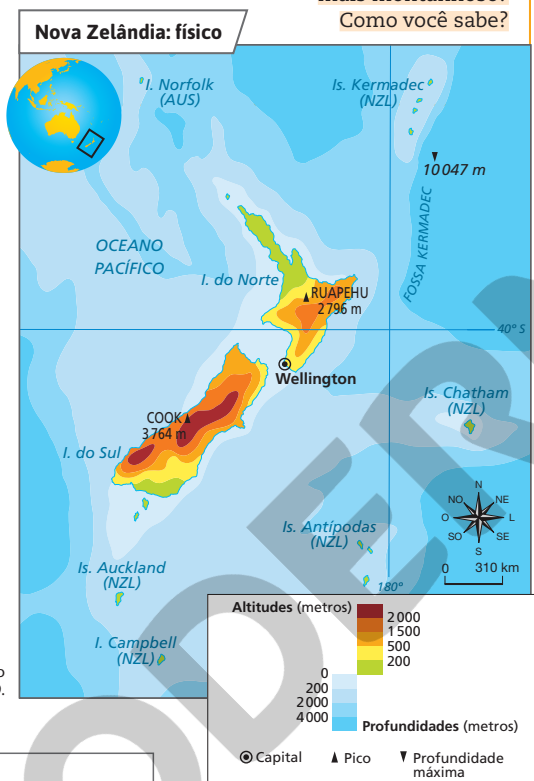 mais montanhoso?
Como você sabe?
Nova Zelândia: físico
I. Norfolk
(AUS)
Is. Kermadec
(NZL)
10 047 m
FOSSA KERMADEC
OCEANO
PACÍFICO
I. do Norte
RUAPEHU
2 796 m
40° S
Wellington
COOK
3 764 m
I. do Sul
Is. Chatham
(NZL)
Is. Antípodas
(NZL)
N
NO NE
O L
SO SE
S
0 310 km
180°
Is. Auckland
(NZL)
I. Campbell
(NZL)
Altitudes (metros)
2 000
1 500
500
200
0
200
2 000
4 000
Profundidades (metros)
Capital
Pico
Profundidade
máxima